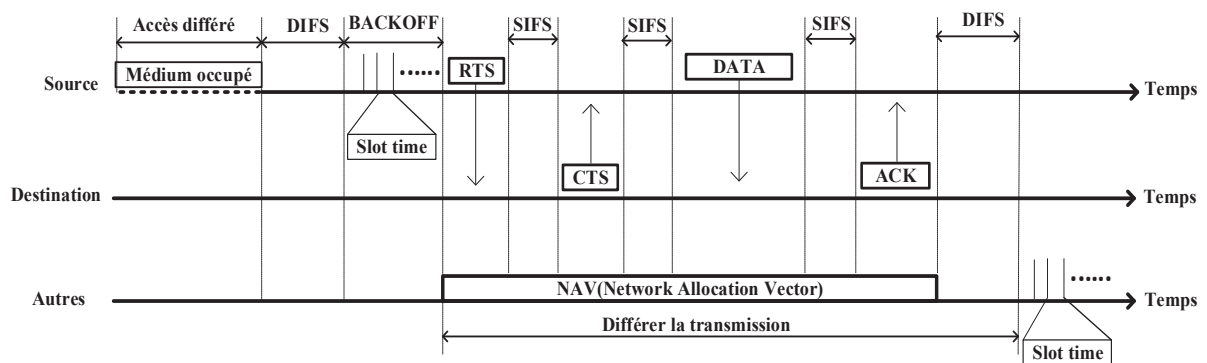 Accès différé
DIFS
BACKOFF
SIFS
SIFS
SIFS
DIFS
Médium occupé
......
RTS
DATA
Source
Temps
Slot time
CTS
ACK
Destination
Temps
......
NAV(Network Allocation Vector)
Autres
Temps
Différer la transmission
Slot time